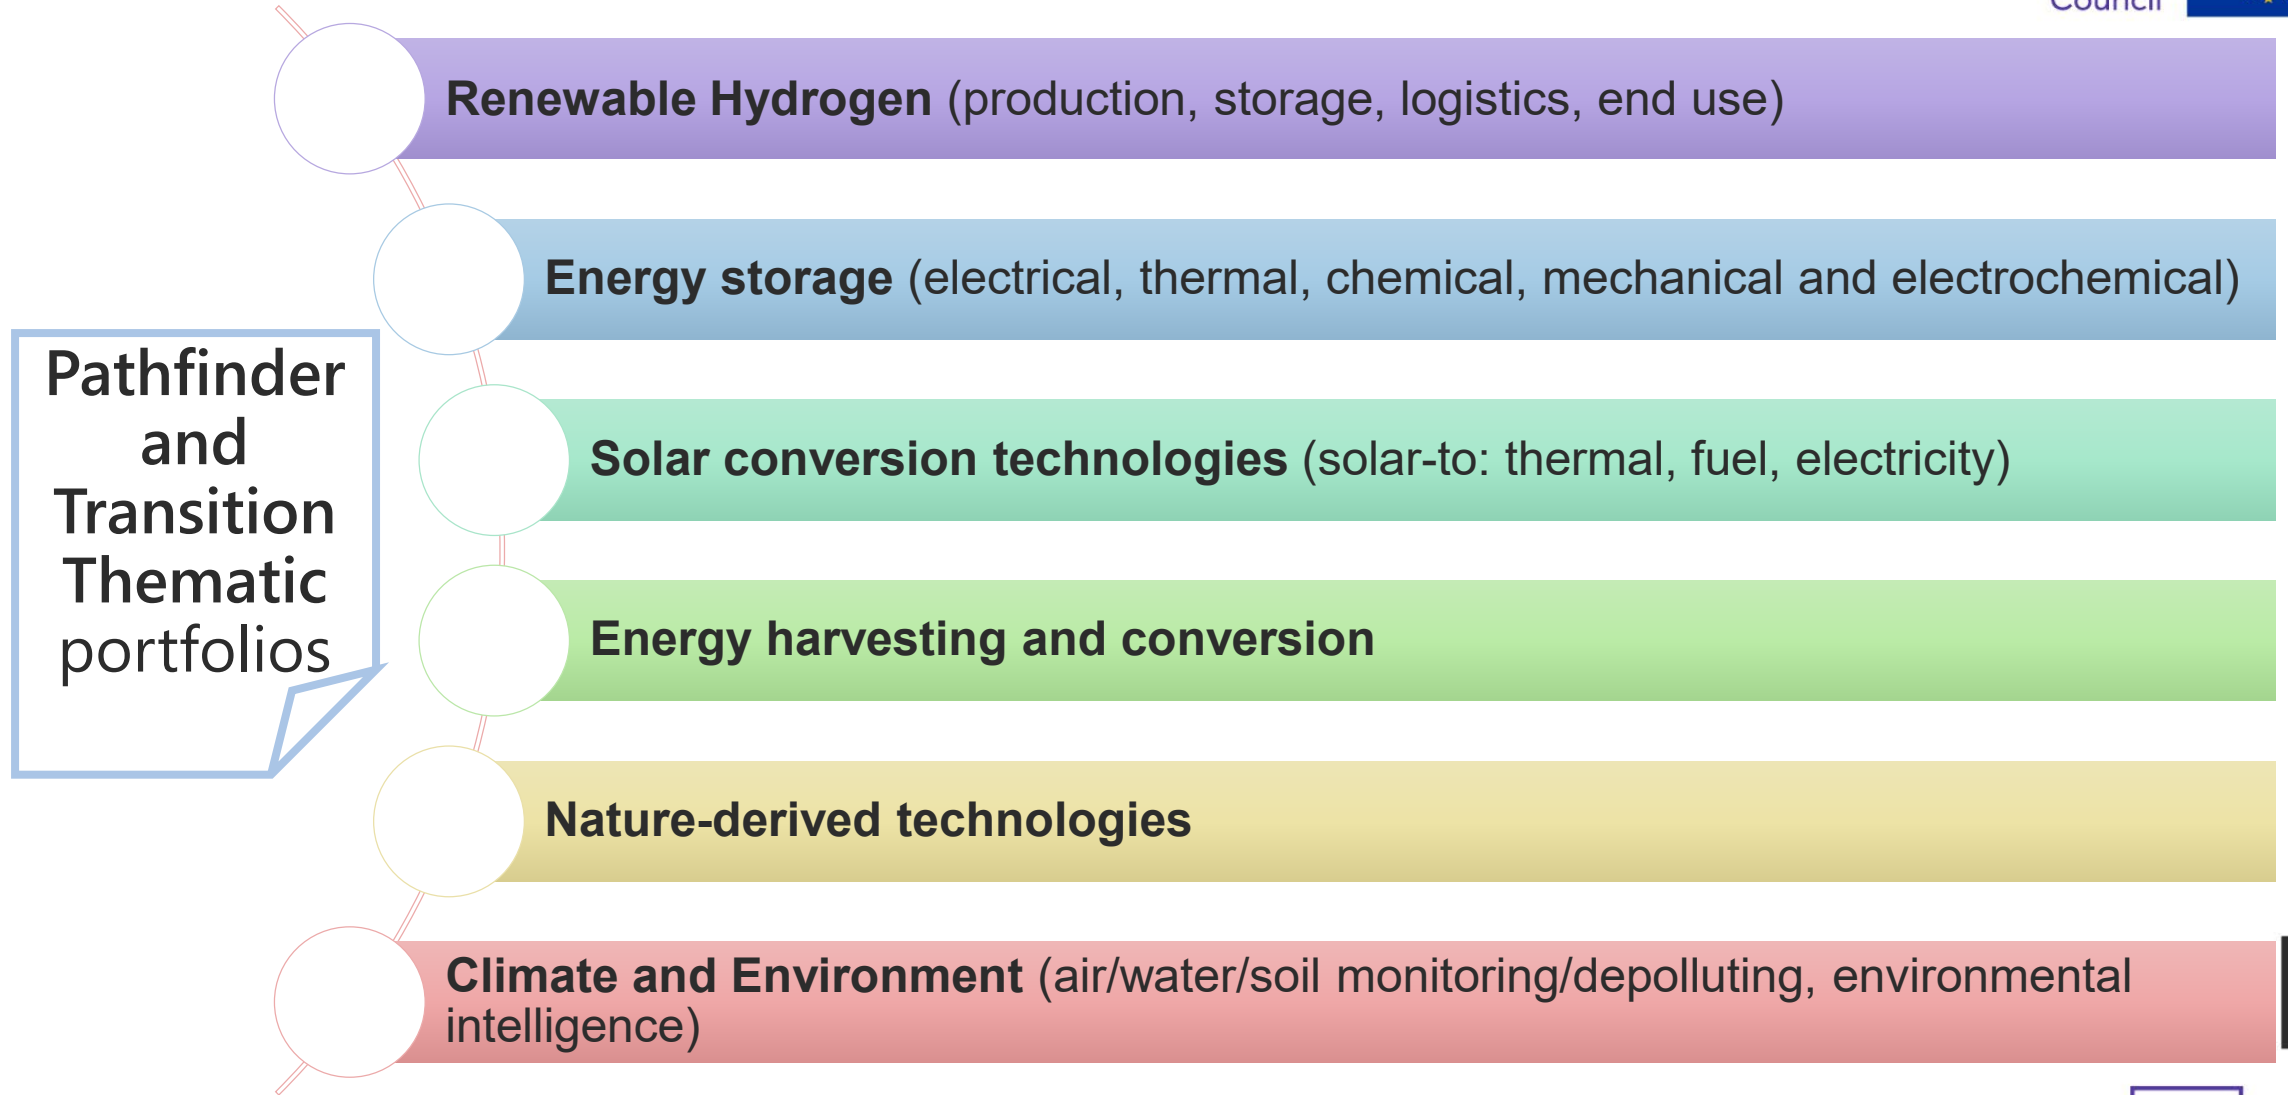 Council
Renewable Hydrogen (production, storage, logistics, end use)
Energy storage (electrical, thermal, chemical, mechanical and electrochemical)
Pathfinder
and
Transition
Thematic
portfolios
Solar conversion technologies (solar-to: thermal, fuel, electricity)
Energy harvesting and conversion
Nature-derived technologies
Climate and Environment (air/water/soil monitoring/depolluting, environmental
intelligence)